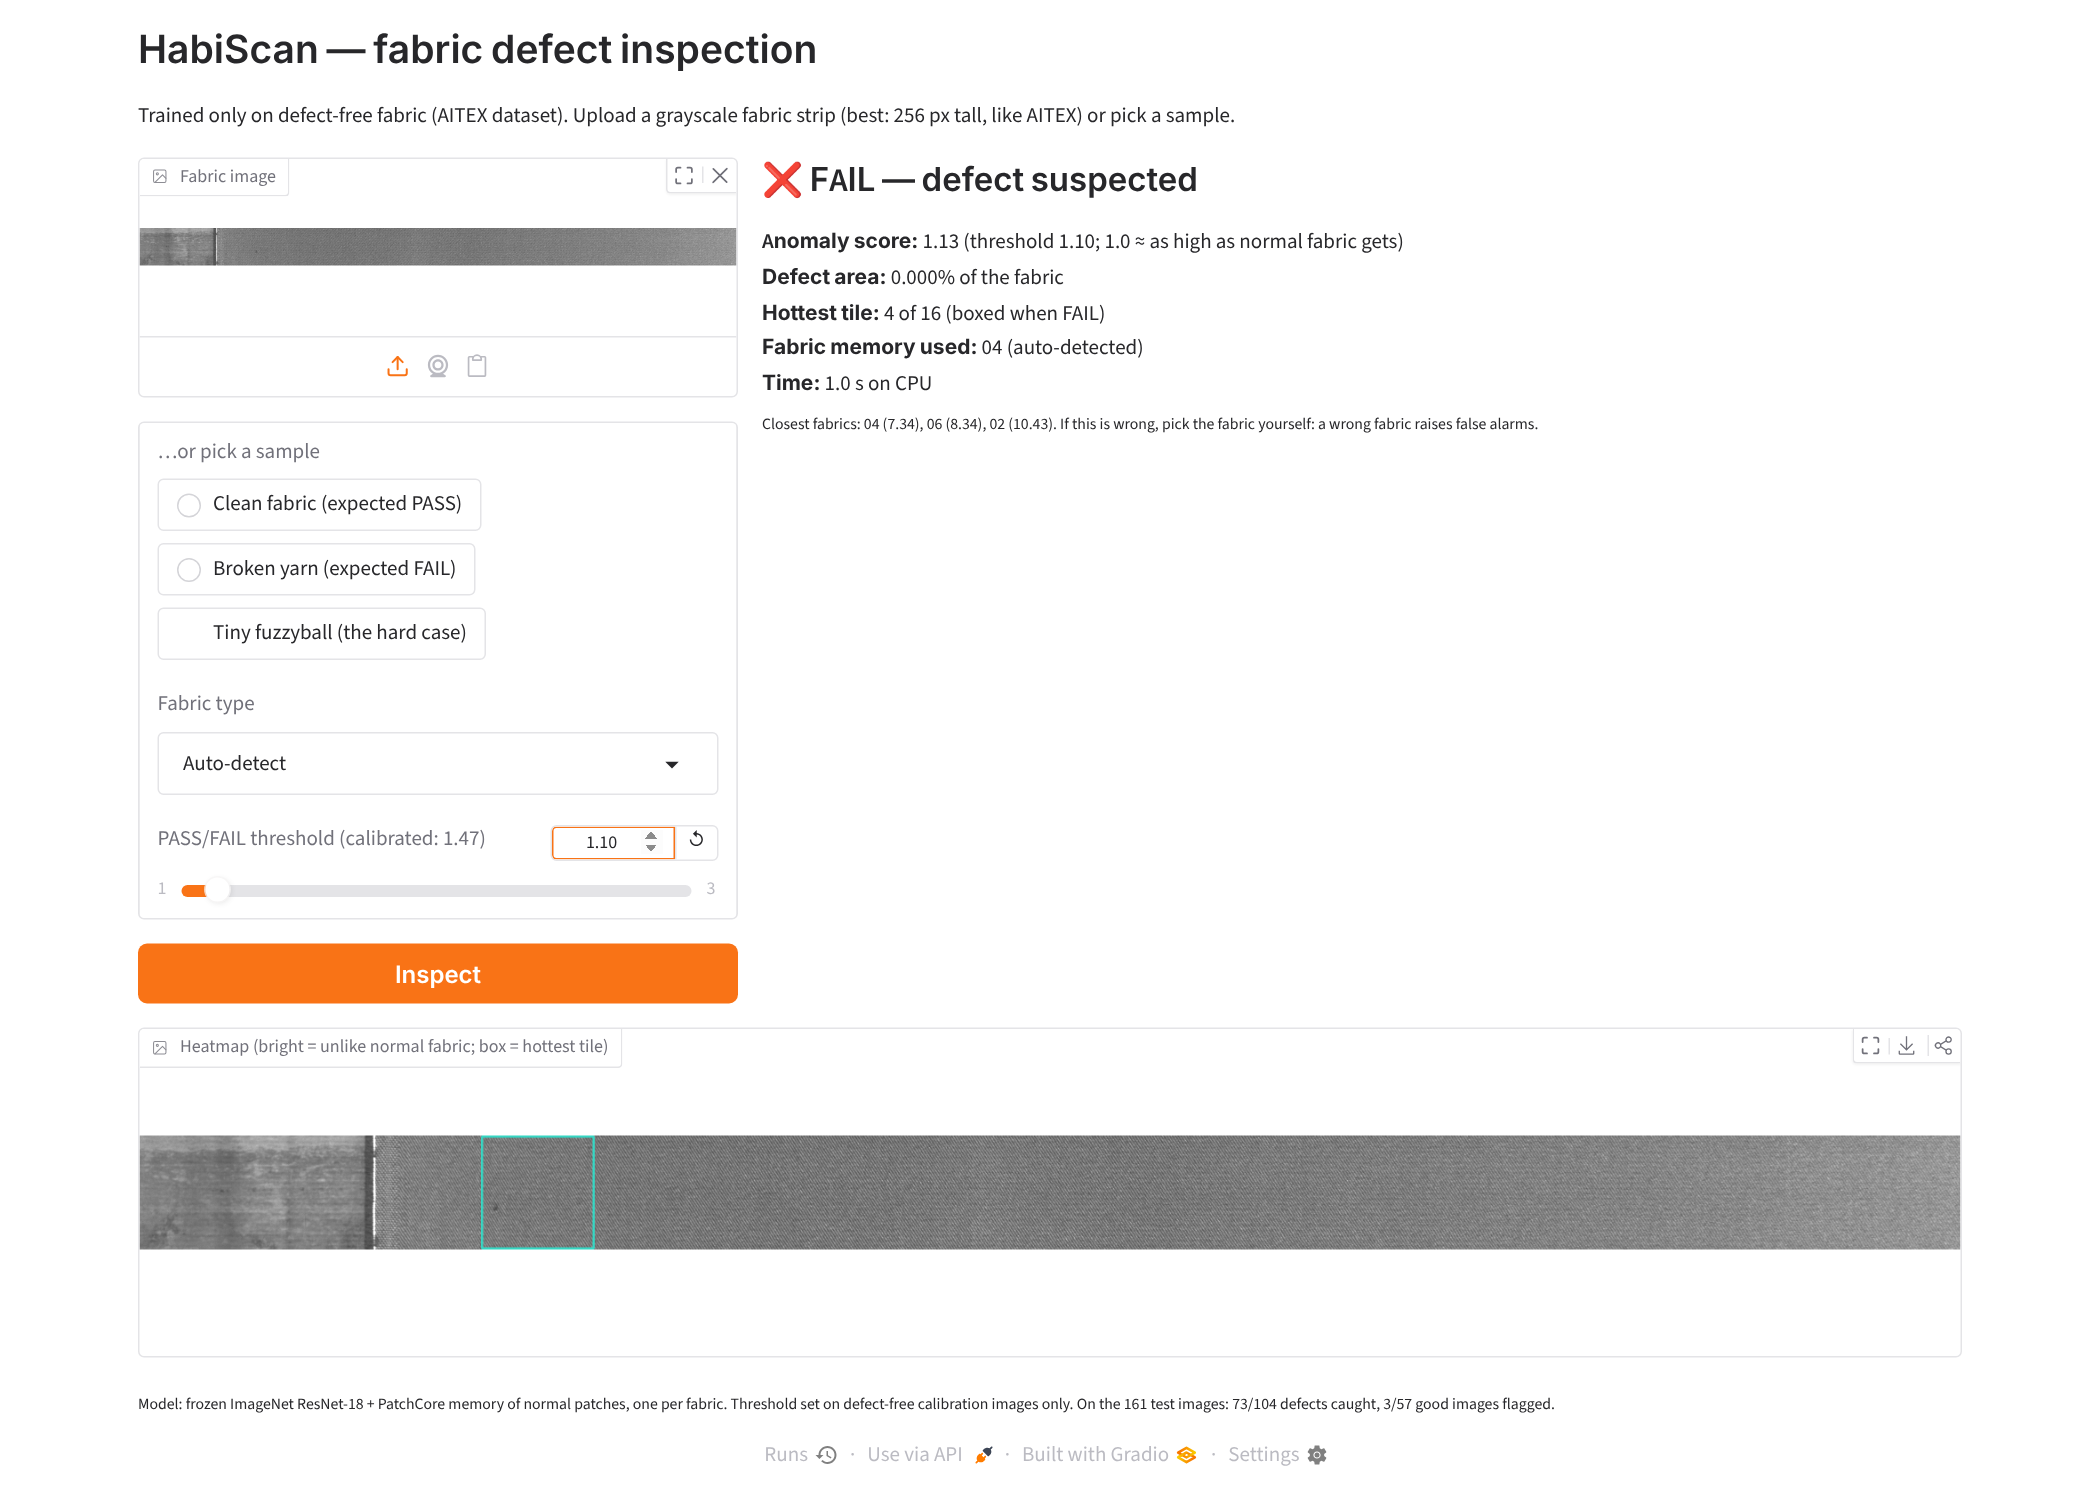 HabiScan — fabric defect inspection
Trained only on defect-free fabric (AITEX dataset). Upload a grayscale fabric strip (best: 256 px tall, like AITEX) or pick a sample.
Fabric image
❌ FAIL — defect suspected
Anomaly score: 1.13 (threshold 1.10; 1.0 ≈ as high as normal fabric gets)
Defect area: 0.000% of the fabric
Hottest tile: 4 of 16 (boxed when FAIL)
Fabric memory used: 04 (auto-detected)
Time: 1.0 s on CPU
Closest fabrics: 04 (7.34), 06 (8.34), 02 (10.43). If this is wrong, pick the fabric yourself: a wrong fabric raises false alarms.
…or pick a sample
Clean fabric (expected PASS)
Broken yarn (expected FAIL)
Tiny fuzzyball (the hard case)
Fabric type
Auto-detect
PASS/FAIL threshold (calibrated: 1.47)
1.10
1 3
Inspect
Heatmap (bright = unlike normal fabric; box = hottest tile)
Model: frozen ImageNet ResNet-18 + PatchCore memory of normal patches, one per fabric. Threshold set on defect-free calibration images only. On the 161 test images: 73/104 defects caught, 3/57 good images flagged.
Runs · Use via API · Built with Gradio · Settings